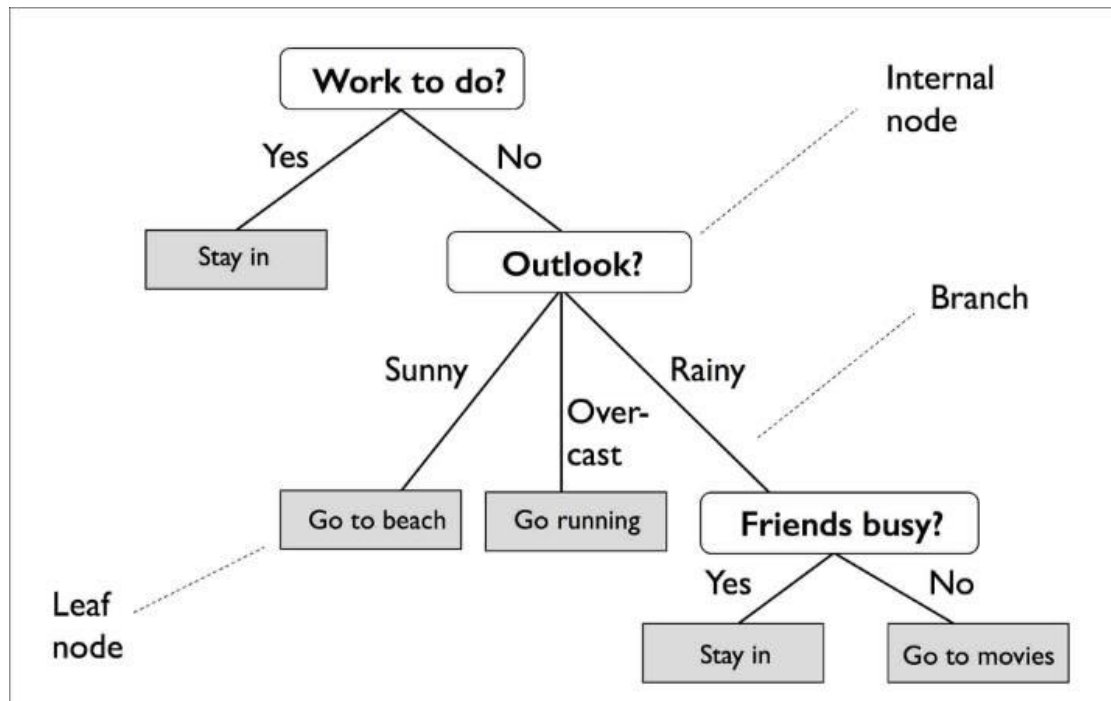 Work to do?
Internal
node
Yes
No
Stay in
Outlook?
Branch
Sunny
Rainy
Over-
cast
Go to beach
Go running
Friends busy?
Yes
No
Leaf
node
Stay in
Go to movies